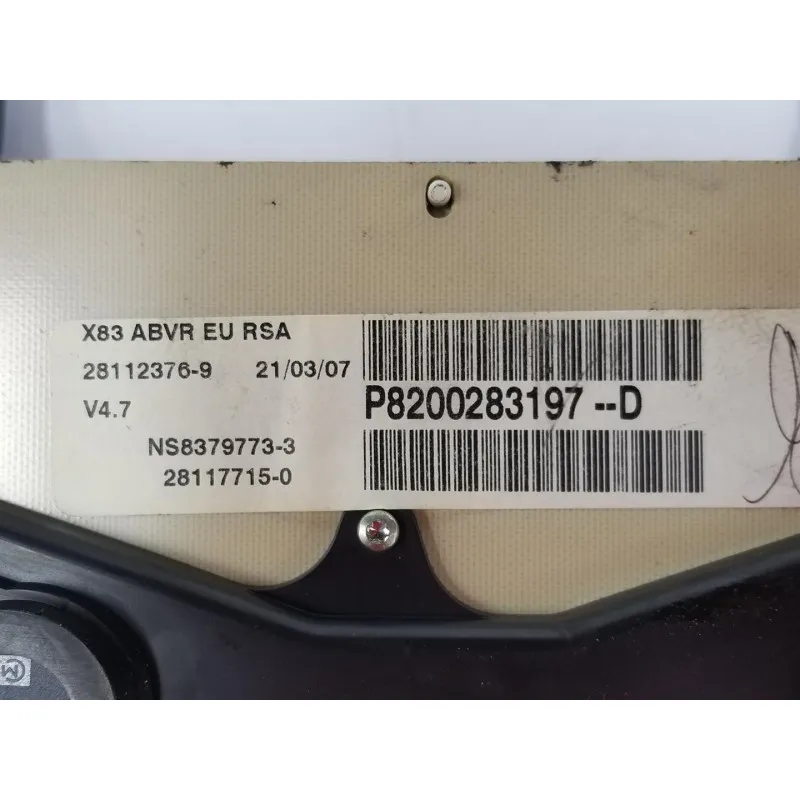 X83 ABVR EU RSA
28112376-9 21/03/07
V4.7
P8200283197 --D
NS8379773-3
28117715-0
M